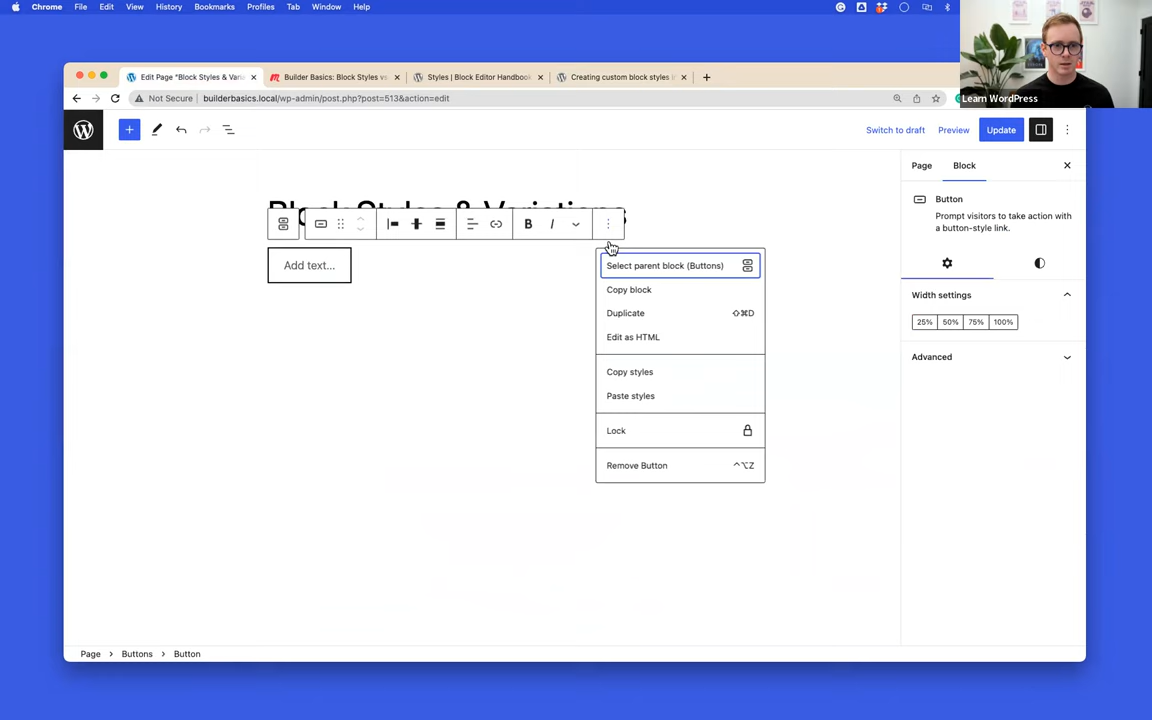 Chrome File Edit View History Bookmarks Profiles Tab Window Help
Learn WordPress
Edit Page "Block Styles & Varia
Builder Basics: Block Styles vs
Styles | Block Editor Handbook
Creating custom block styles i
Not Secure builderbasics.local/wp-admin/post.php?post=513&action=edit
Switch to draft Preview Update
Page Block
Block Styles & Variations
Button
Prompt visitors to take action with
a button-style link.
B I
Add text...
Select parent block (Buttons)
Copy block
Duplicate ⇧⌘D
Edit as HTML
Copy styles
Paste styles
Lock
Remove Button ^⌥Z
Width settings
25% 50% 75% 100%
Advanced
Page > Buttons > Button